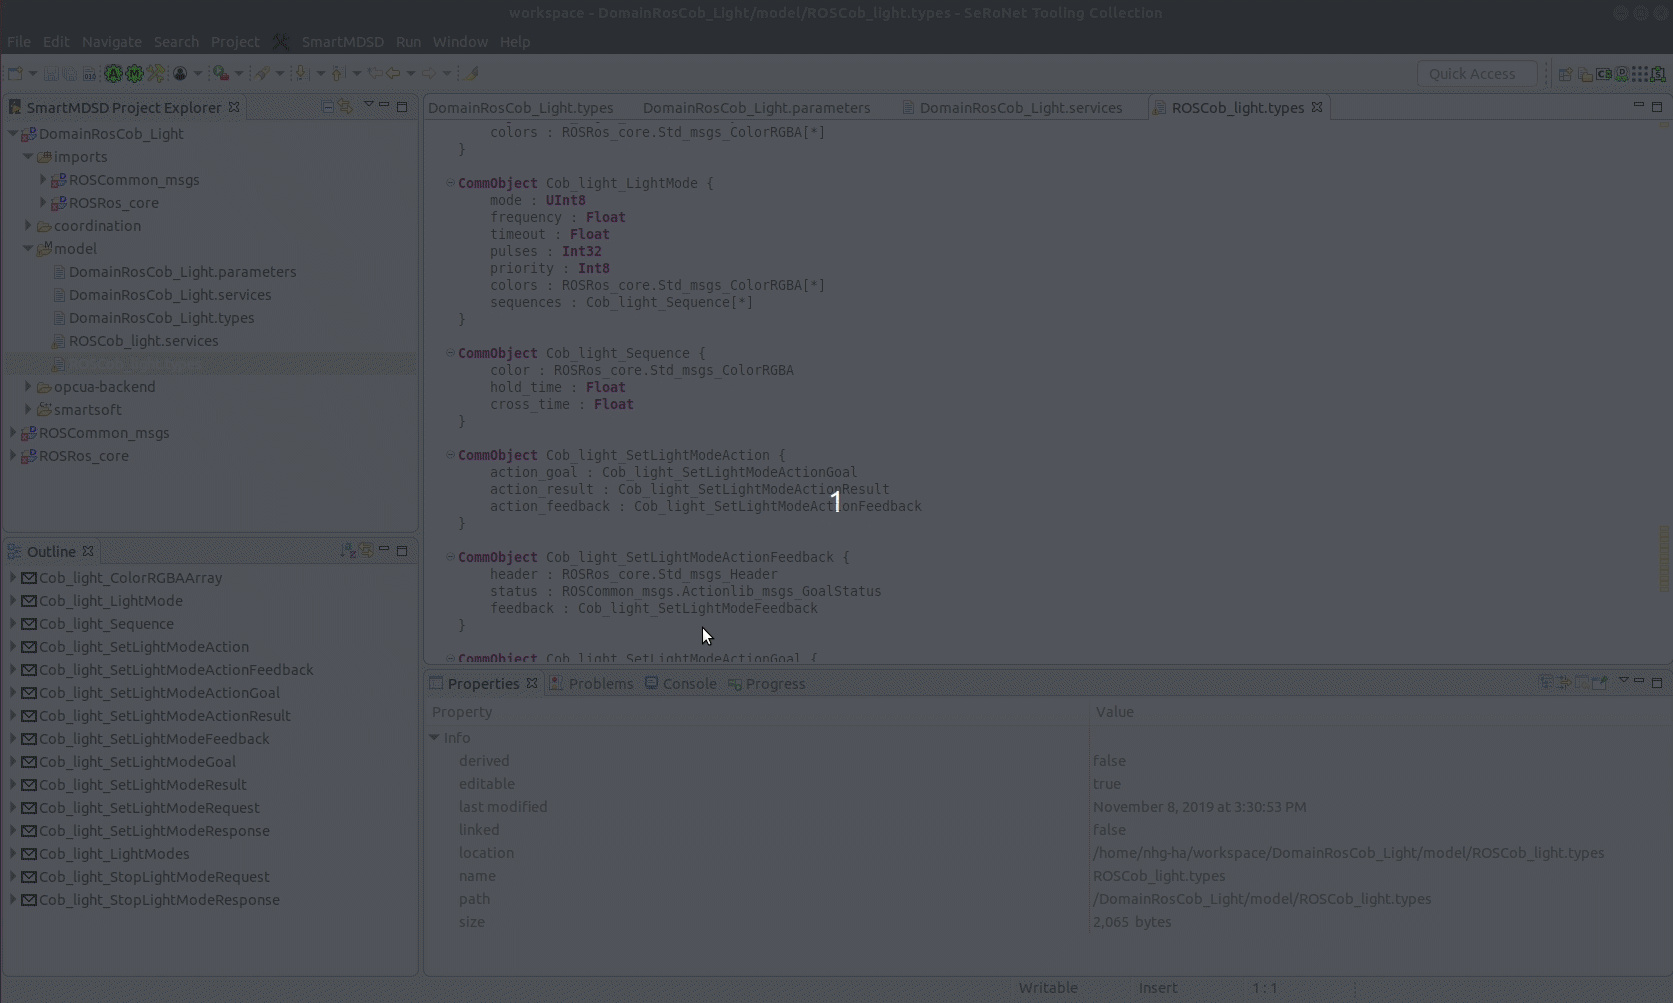 workspace - DomainRosCob_Light/model/ROSCob_light.types - SeRoNet Tooling Collection
File Edit Navigate Search Project SmartMDSD Run Window Help
Quick Access
SmartMDSD Project Explorer
DomainRosCob_Light
imports
ROSCommon_msgs
ROSRos_core
coordination
model
DomainRosCob_Light.parameters
DomainRosCob_Light.services
DomainRosCob_Light.types
ROSCob_light.services
ROSCob_light.types
opcua-backend
smartsoft
ROSCommon_msgs
ROSRos_core
Outline
Cob_light_ColorRGBAArray
Cob_light_LightMode
Cob_light_Sequence
Cob_light_SetLightModeAction
Cob_light_SetLightModeActionFeedback
Cob_light_SetLightModeActionGoal
Cob_light_SetLightModeActionResult
Cob_light_SetLightModeFeedback
Cob_light_SetLightModeGoal
Cob_light_SetLightModeResult
Cob_light_SetLightModeRequest
Cob_light_SetLightModeResponse
Cob_light_LightModes
Cob_light_StopLightModeRequest
Cob_light_StopLightModeResponse
DomainRosCob_Light.types DomainRosCob_Light.parameters DomainRosCob_Light.services ROSCob_light.types
colors : ROSRos_core.Std_msgs_ColorRGBA[*]
}
CommObject Cob_light_LightMode {
mode : UInt8
frequency : Float
timeout : Float
pulses : Int32
priority : Int8
colors : ROSRos_core.Std_msgs_ColorRGBA[*]
sequences : Cob_light_Sequence[*]
}
CommObject Cob_light_Sequence {
color : ROSRos_core.Std_msgs_ColorRGBA
hold_time : Float
cross_time : Float
}
CommObject Cob_light_SetLightModeAction {
action_goal : Cob_light_SetLightModeActionGoal
action_result : Cob_light_SetLightModeActionResult
action_feedback : Cob_light_SetLightModeActionFeedback
}
1
CommObject Cob_light_SetLightModeActionFeedback {
header : ROSRos_core.Std_msgs_Header
status : ROSCommon_msgs.Actionlib_msgs_GoalStatus
feedback : Cob_light_SetLightModeFeedback
}
CommObject Cob_light_SetLightModeActionGoal {
Properties Problems Console Progress
Property Value
Info
derived false
editable true
last modified November 8, 2019 at 3:30:53 PM
linked false
location /home/nhg-ha/workspace/DomainRosCob_Light/model/ROSCob_light.types
name ROSCob_light.types
path /DomainRosCob_Light/model/ROSCob_light.types
size 2,065 bytes
Writable Insert 1 : 1